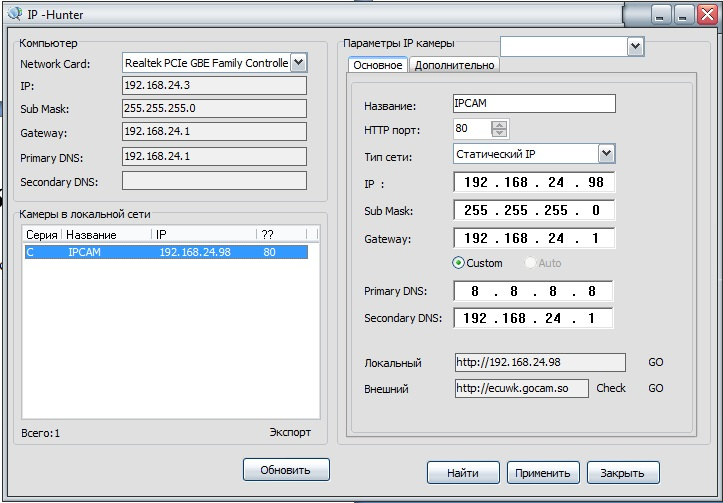 IP -Hunter
Компьютер
Network Card: Realtek PCIe GBE Family Controlle
IP: 192.168.24.3
Sub Mask: 255.255.255.0
Gateway: 192.168.24.1
Primary DNS: 192.168.24.1
Secondary DNS:
Камеры в локальной сети
Серия Название IP ??
C IPCAM 192.168.24.98 80
Всего:1 Экспорт
Обновить
Параметры IP камеры
Основное Дополнительно
Название: IPCAM
HTTP порт: 80
Тип сети: Статический IP
IP : 192 . 168 . 24 . 98
Sub Mask: 255 . 255 . 255 . 0
Gateway: 192 . 168 . 24 . 1
Custom Auto
Primary DNS: 8 . 8 . 8 . 8
Secondary DNS: 192 . 168 . 24 . 1
Локальный http://192.168.24.98 GO
Внешний http://ecuwk.gocam.so Check GO
Найти Применить Закрыть